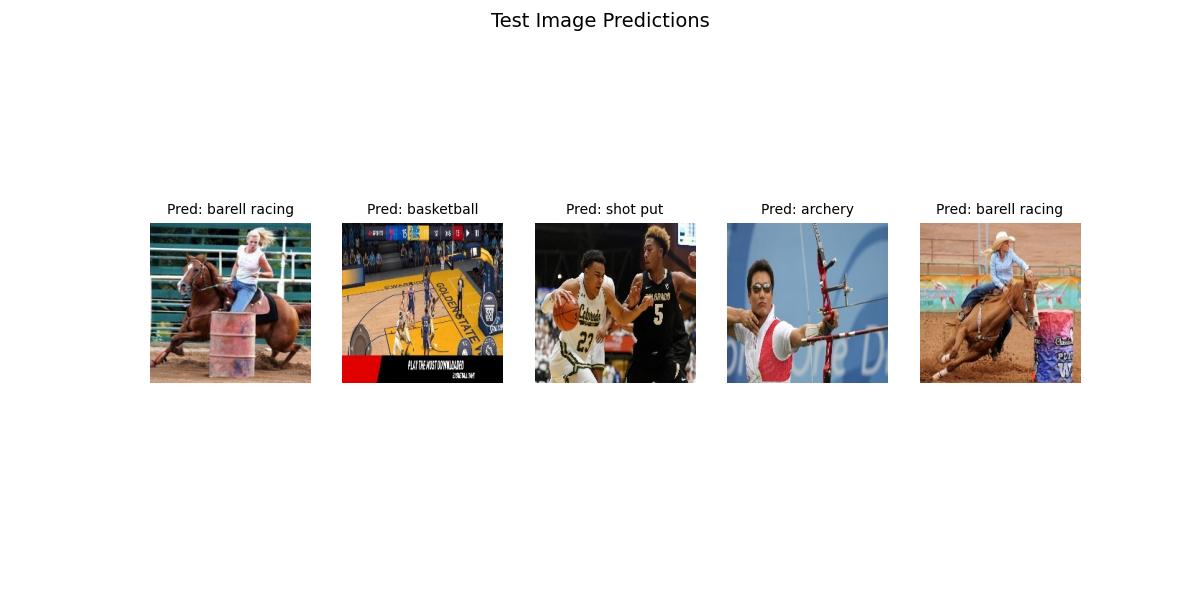 Test Image Predictions
Pred: barell racing
Pred: basketball
Pred: shot put
Pred: archery
Pred: barell racing
GOLDEN STATE
PLAY THE MOST DOWNLOADED
Colorado
23
5